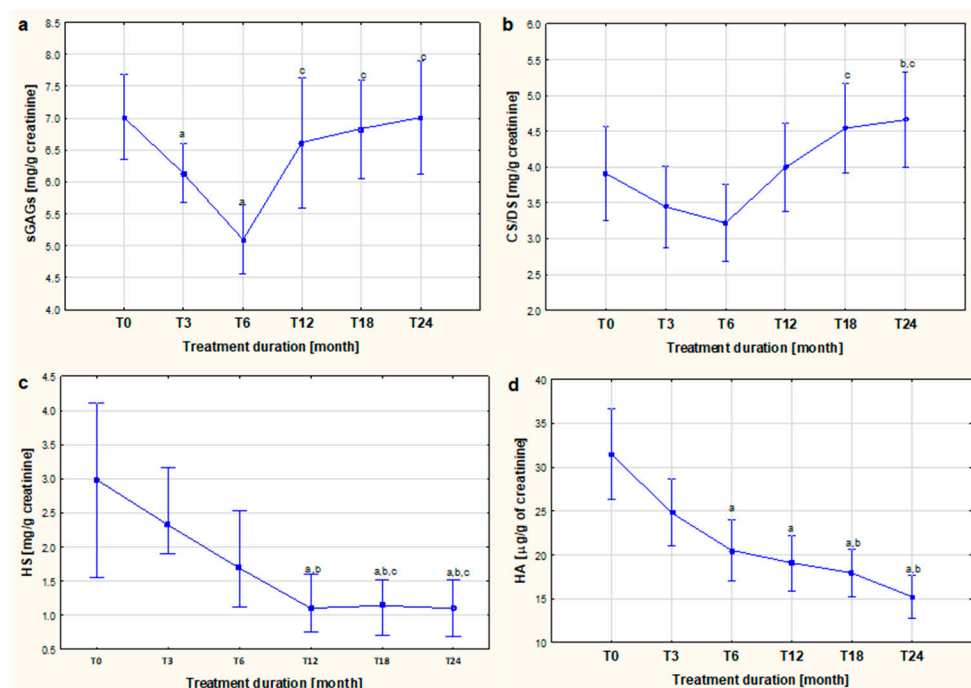 a
sGAGs [mg/g creatinine]
8.5
8.0
7.5
7.0
6.5
6.0
5.5
5.0
4.5
4.0
a
a
c
c
c
T0 T3 T6 T12 T18 T24
Treatment duration [month]
b
CS/DS [mg/g creatinine]
6.0
5.5
5.0
4.5
4.0
3.5
3.0
2.5
2.0
c
b,c
T0 T3 T6 T12 T18 T24
Treatment duration [month]
c
HS [mg/g creatinine]
4.5
4.0
3.5
3.0
2.5
2.0
1.5
1.0
0.5
a,b
a,b,c
a,b,c
T0 T3 T6 T12 T18 T24
Treatment duration [month]
d
HA [µg/g of creatinine]
40
35
30
25
20
15
10
a
a
a,b
a,b
T0 T3 T6 T12 T18 T24
Treatment duration [month]